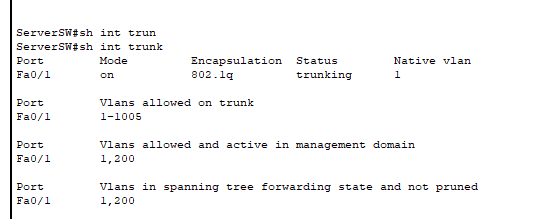 ServerSW#sh int trun
ServerSW#sh int trunk
Port        Mode         Encapsulation  Status        Native vlan
Fa0/1       on           802.1q         trunking      1
Port        Vlans allowed on trunk
Fa0/1       1-1005
Port        Vlans allowed and active in management domain
Fa0/1       1,200
Port        Vlans in spanning tree forwarding state and not pruned
Fa0/1       1,200